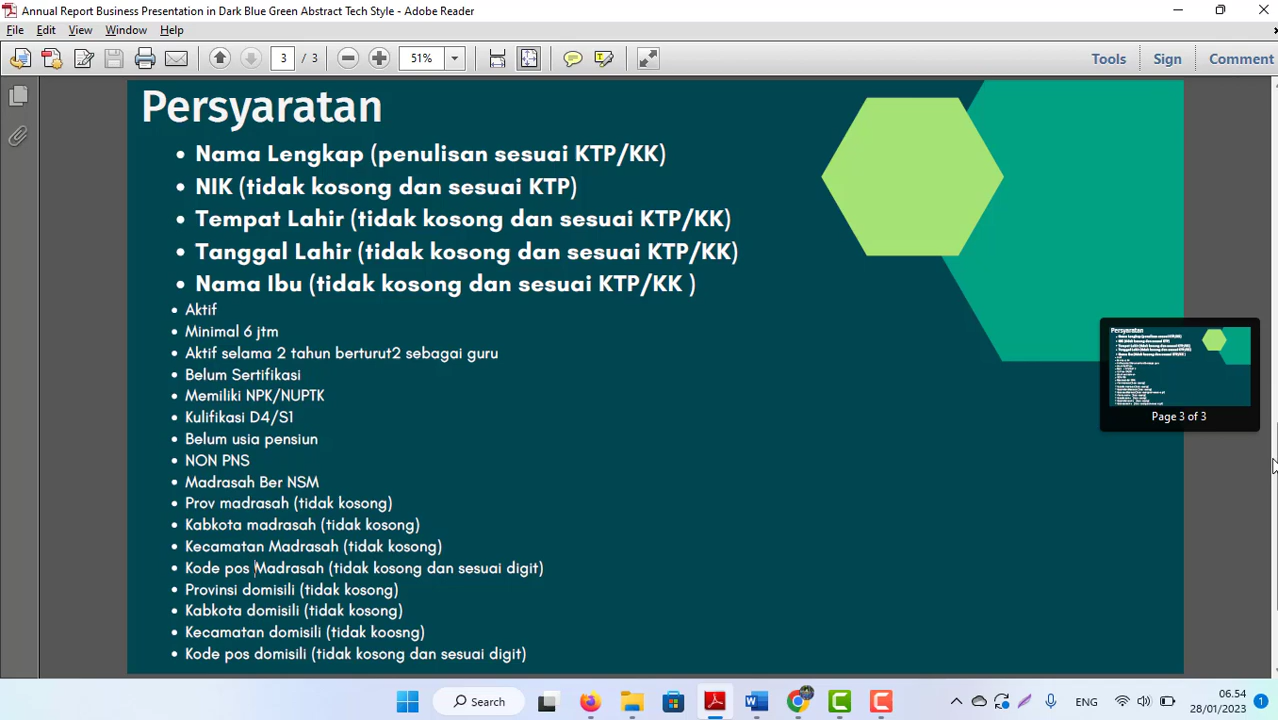 Annual Report Business Presentation in Dark Blue Green Abstract Tech Style - Adobe Reader
File Edit View Window Help
3 / 3 51% Tools Sign Comment
Persyaratan
• Nama Lengkap (penulisan sesuai KTP/KK)
• NIK (tidak kosong dan sesuai KTP)
• Tempat Lahir (tidak kosong dan sesuai KTP/KK)
• Tanggal Lahir (tidak kosong dan sesuai KTP/KK)
• Nama Ibu (tidak kosong dan sesuai KTP/KK )
• Aktif
• Minimal 6 jtm
• Aktif selama 2 tahun berturut2 sebagai guru
• Belum Sertifikasi
• Memiliki NPK/NUPTK
• Kulifikasi D4/S1
• Belum usia pensiun
• NON PNS
• Madrasah Ber NSM
• Prov madrasah (tidak kosong)
• Kabkota madrasah (tidak kosong)
• Kecamatan Madrasah (tidak kosong)
• Kode pos Madrasah (tidak kosong dan sesuai digit)
• Provinsi domisili (tidak kosong)
• Kabkota domisili (tidak kosong)
• Kecamatan domisili (tidak koosng)
• Kode pos domisili (tidak kosong dan sesuai digit)
Persyaratan
Page 3 of 3
Search
ENG
06.54
28/01/2023
1